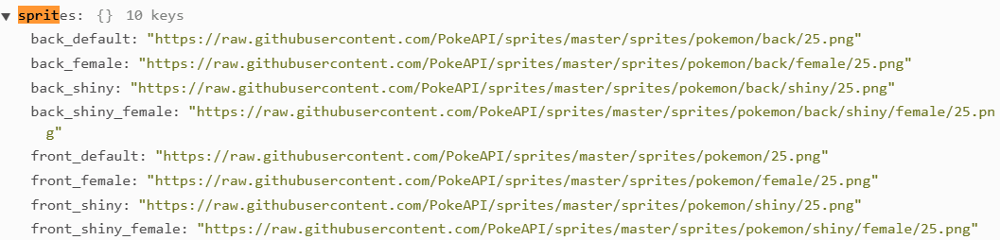 ▼ sprites: {} 10 keys
back_default: "https://raw.githubusercontent.com/PokeAPI/sprites/master/sprites/pokemon/back/25.png"
back_female: "https://raw.githubusercontent.com/PokeAPI/sprites/master/sprites/pokemon/back/female/25.png"
back_shiny: "https://raw.githubusercontent.com/PokeAPI/sprites/master/sprites/pokemon/back/shiny/25.png"
back_shiny_female: "https://raw.githubusercontent.com/PokeAPI/sprites/master/sprites/pokemon/back/shiny/female/25.pn
g"
front_default: "https://raw.githubusercontent.com/PokeAPI/sprites/master/sprites/pokemon/25.png"
front_female: "https://raw.githubusercontent.com/PokeAPI/sprites/master/sprites/pokemon/female/25.png"
front_shiny: "https://raw.githubusercontent.com/PokeAPI/sprites/master/sprites/pokemon/shiny/25.png"
front_shiny_female: "https://raw.githubusercontent.com/PokeAPI/sprites/master/sprites/pokemon/shiny/female/25.png"